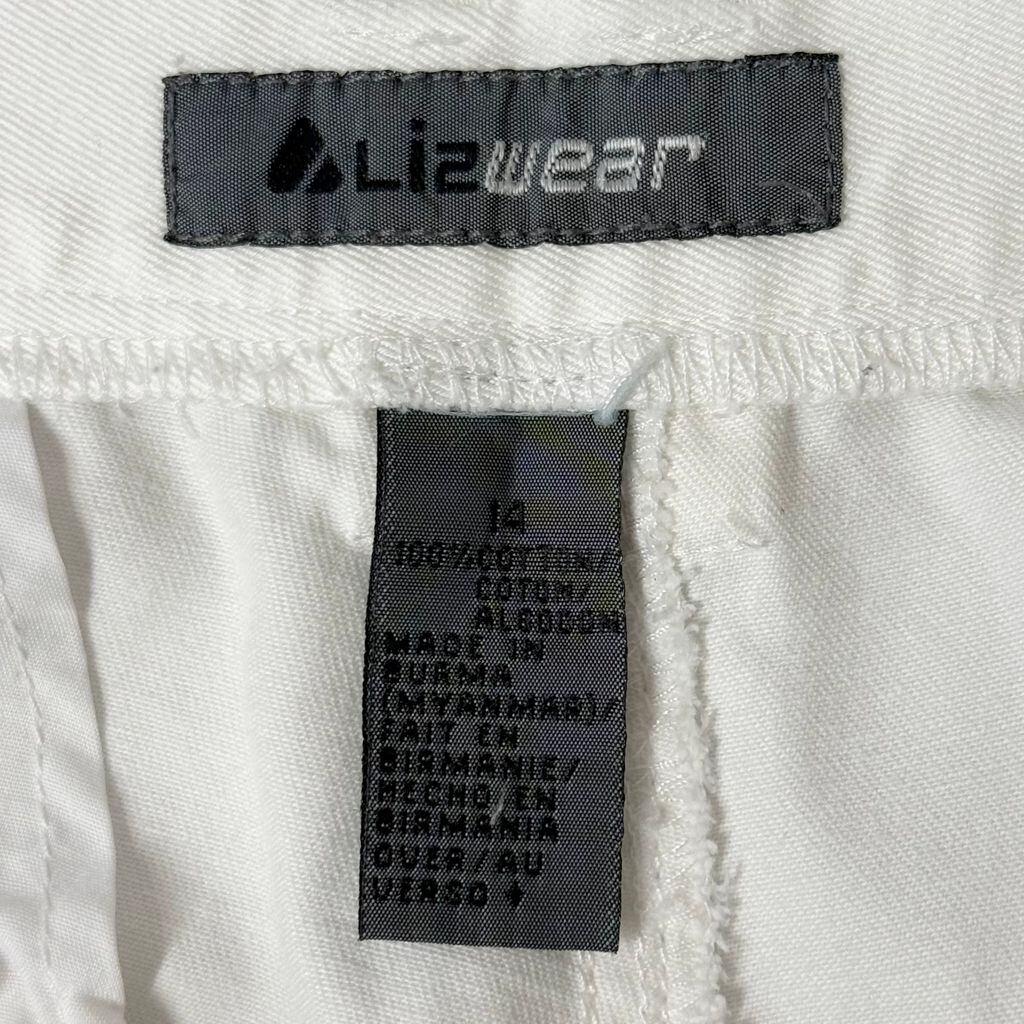 Lizwear
14
100%COTTON/
COTON/
ALGODON
MADE IN
BURMA
(MYANMAR)/
FAIT EN
BIRMANIE/
HECHO EN
BIRMANIA
OVER/AU
VERSO